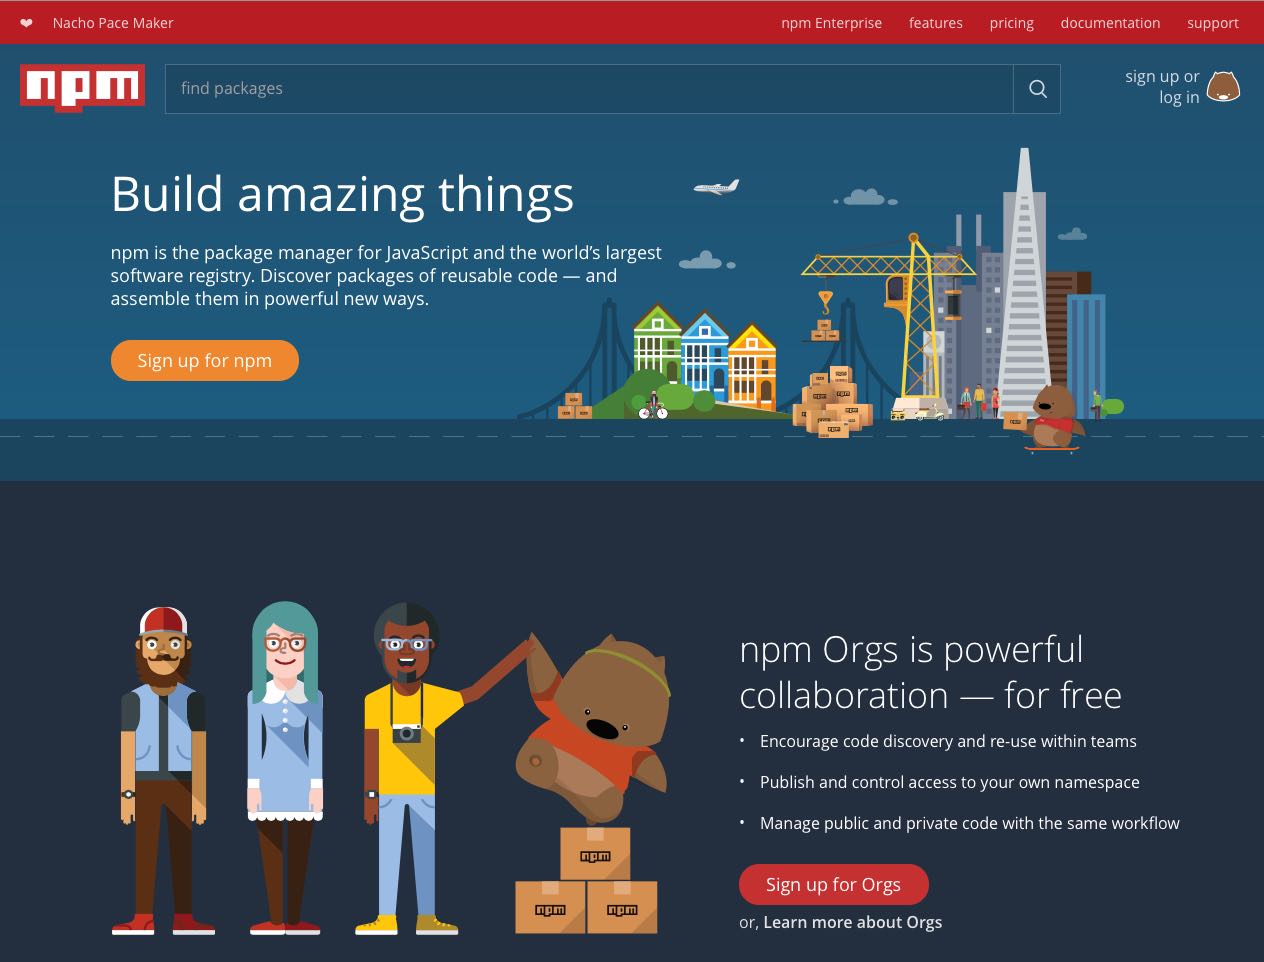 ❤ Nacho Pace Maker
npm Enterprise features pricing documentation support
npm
find packages
sign up or
log in
Build amazing things
npm is the package manager for JavaScript and the world’s largest
software registry. Discover packages of reusable code — and
assemble them in powerful new ways.
Sign up for npm
npm Orgs is powerful
collaboration — for free
• Encourage code discovery and re-use within teams
• Publish and control access to your own namespace
• Manage public and private code with the same workflow
npm
npm npm
Sign up for Orgs
or, Learn more about Orgs